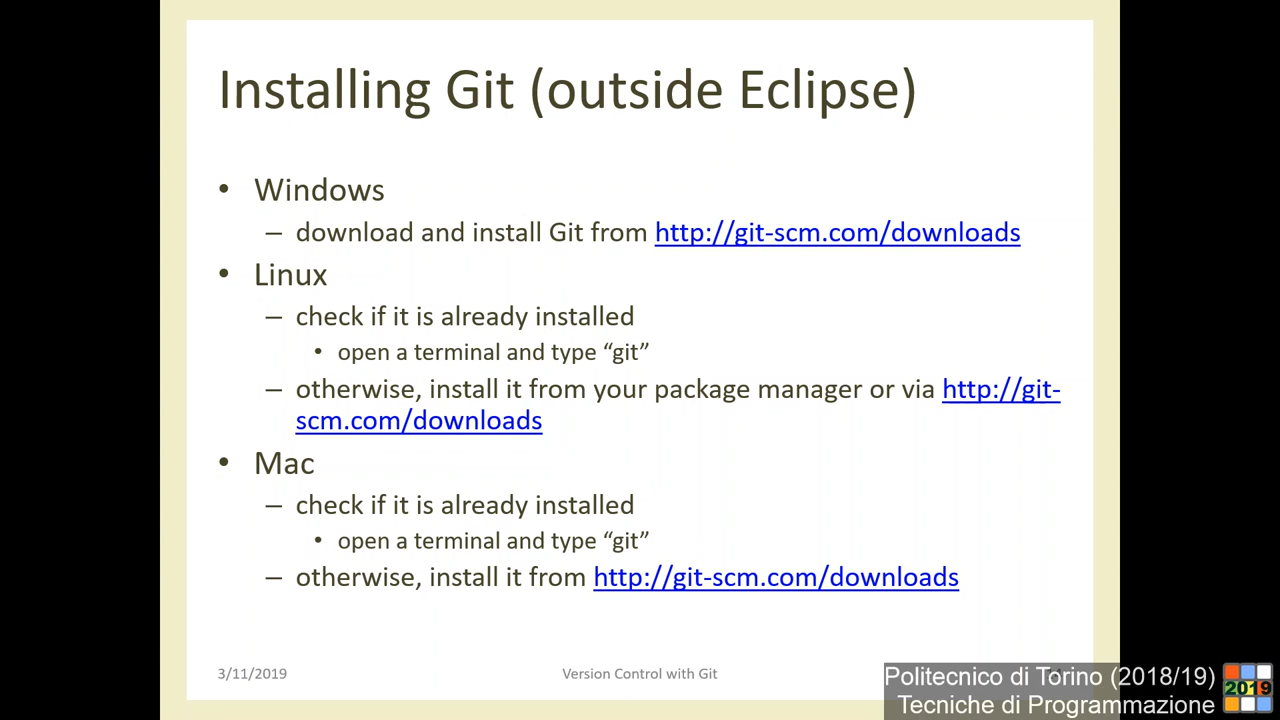 Installing Git (outside Eclipse)
• Windows
– download and install Git from http://git-scm.com/downloads
• Linux
– check if it is already installed
• open a terminal and type “git”
– otherwise, install it from your package manager or via http://git-
scm.com/downloads
• Mac
– check if it is already installed
• open a terminal and type “git”
– otherwise, install it from http://git-scm.com/downloads
3/11/2019
Version Control with Git
Politecnico di Torino (2018/19)
Tecniche di Programmazione
2019